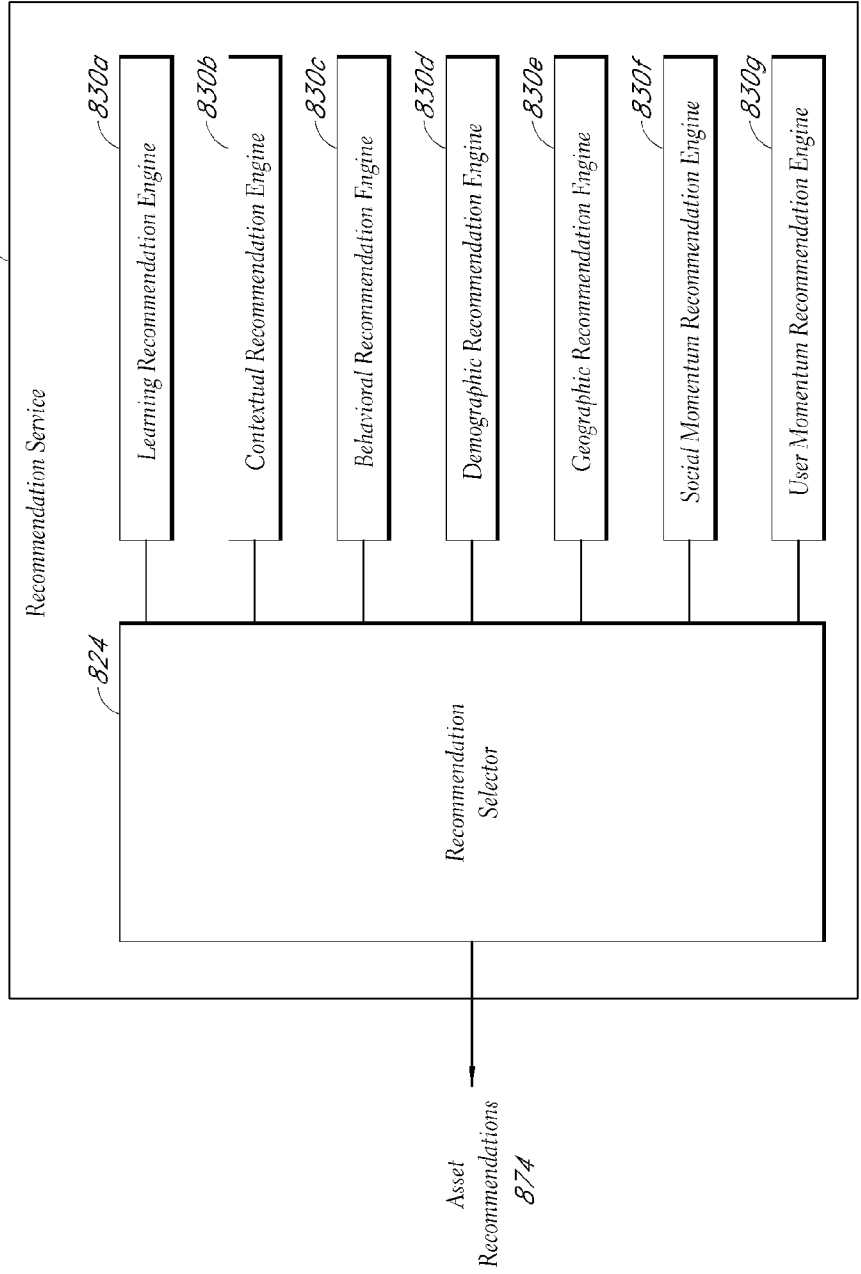 Recommendation Service
824
Recommendation
Selector
830a
Learning Recommendation Engine
830b
Contextual Recommendation Engine
830c
Behavioral Recommendation Engine
830d
Demographic Recommendation Engine
830e
Geographic Recommendation Engine
830f
Social Momentum Recommendation Engine
830g
User Momentum Recommendation Engine
Asset
Recommendations
874